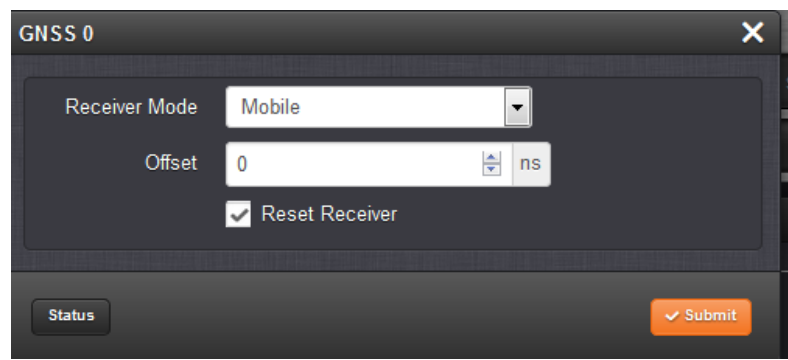 GNSS 0
Receiver Mode Mobile
Offset 0 ns
Reset Receiver
Status Submit